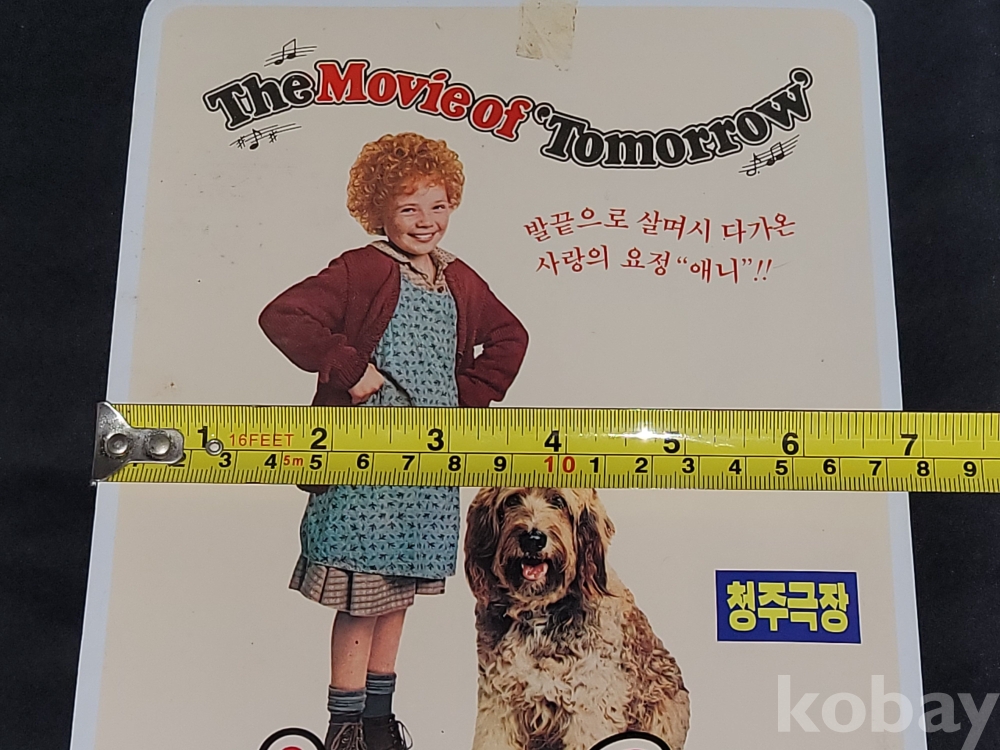 The Movie of 'Tomorrow'
발끝으로 살며시 다가온
사랑의 요정 “애니”!!
1 16FEET 2 3 4 5 6 7
2 3 4 5m 5 6 7 8 9 10 1 2 3 4 5 6 7 8 9
청주극장
kobay